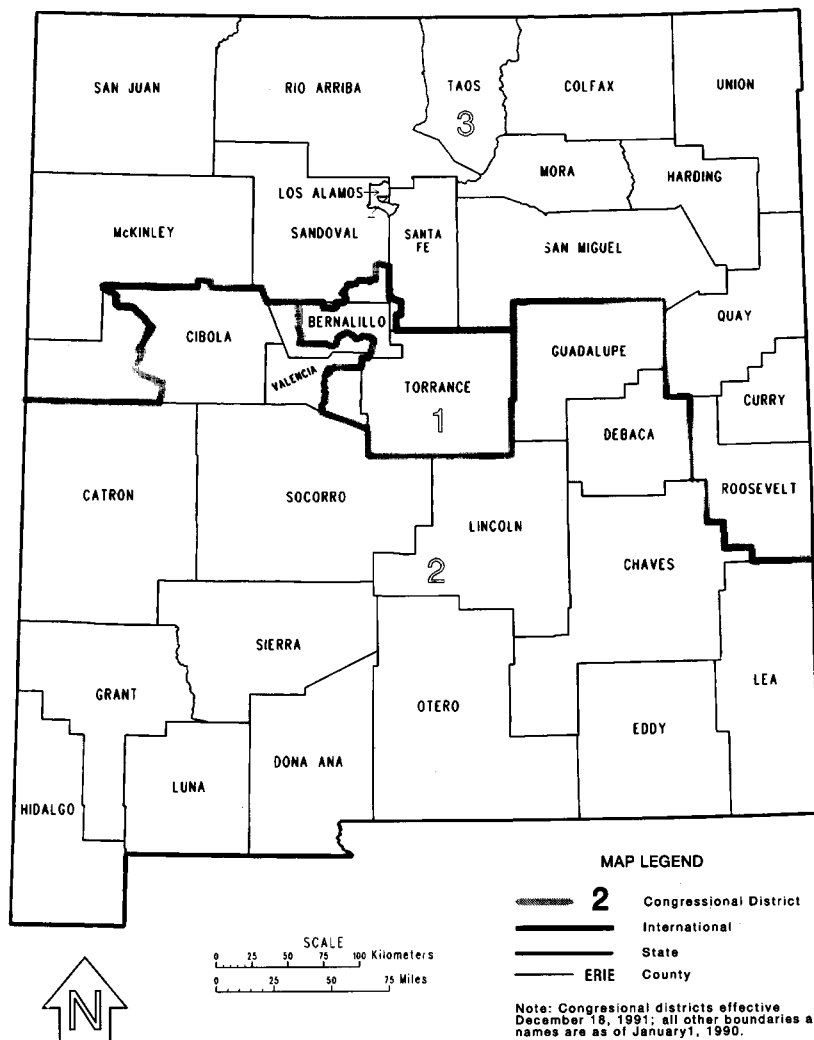 SAN JUAN
RIO ARRIBA
TAOS
COLFAX
UNION
3
MORA
HARDING
LOS ALAMOS
McKINLEY
SANDOVAL
SANTA
FE
SAN MIGUEL
BERNALILLO
QUAY
CIBOLA
GUADALUPE
VALENCIA
TORRANCE
CURRY
1
DEBACA
CATRON
SOCORRO
ROOSEVELT
LINCOLN
2
CHAVES
SIERRA
GRANT
OTERO
LEA
EDDY
DONA ANA
LUNA
HIDALGO
MAP LEGEND
2 Congressional District
International
State
ERIE County
SCALE
0 25 50 75 100 Kilometers
0 25 50 75 Miles
N
Note: Congresional districts effective
December 18, 1991; all other boundaries a
names are as of January1, 1990.